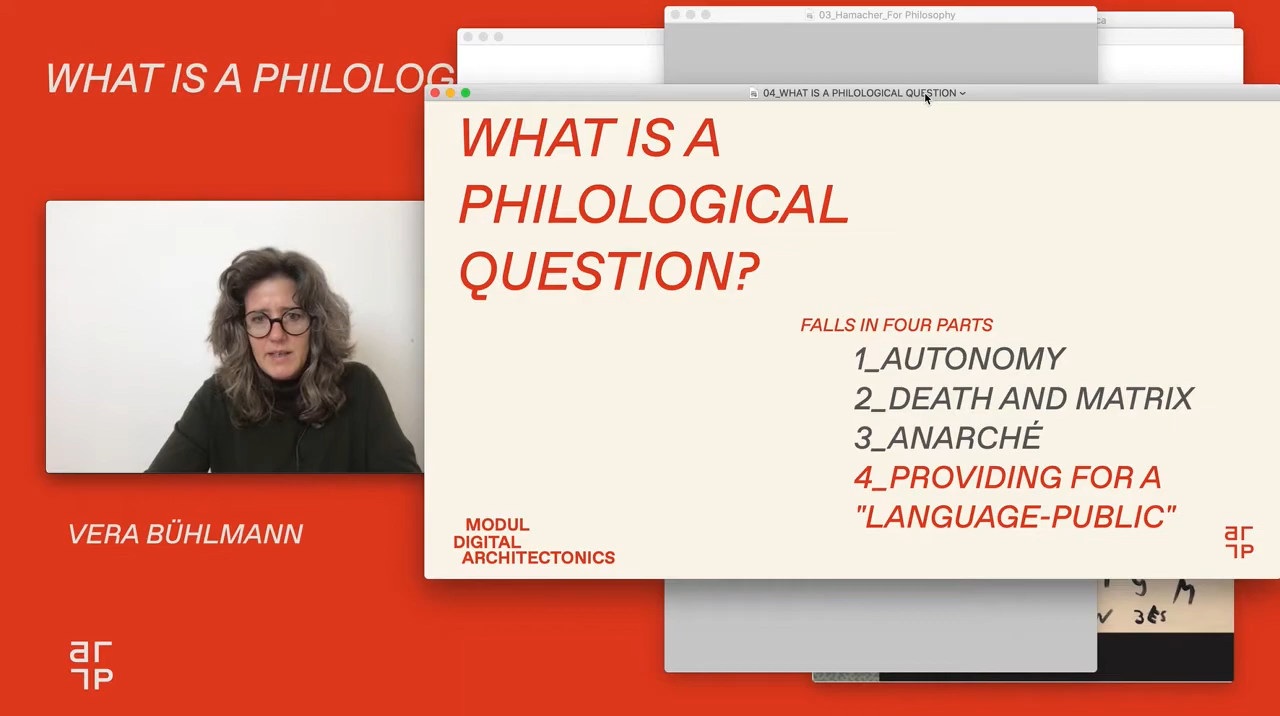 WHAT IS A PHILOLOG
03_Hamacher_For Philosophy
ca
04_WHAT IS A PHILOLOGICAL QUESTION
WHAT IS A
PHILOLOGICAL
QUESTION?
FALLS IN FOUR PARTS
1_AUTONOMY
2_DEATH AND MATRIX
3_ANARCHÉ
4_PROVIDING FOR A
"LANGUAGE-PUBLIC"
MODUL
DIGITAL
ARCHITECTONICS
VERA BÜHLMANN